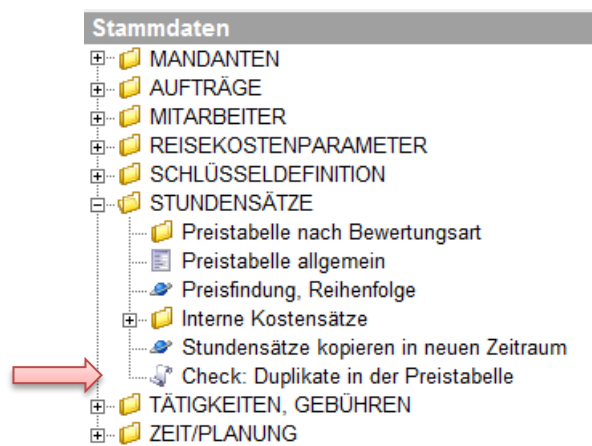 Stammdaten
MANDANTEN
AUFTRÄGE
MITARBEITER
REISEKOSTENPARAMETER
SCHLÜSSELDEFINITION
STUNDENSÄTZE
Preistabelle nach Bewertungsart
Preistabelle allgemein
Preisfindung, Reihenfolge
Interne Kostensätze
Stundensätze kopieren in neuen Zeitraum
Check: Duplikate in der Preistabelle
TÄTIGKEITEN, GEBÜHREN
ZEIT/PLANUNG